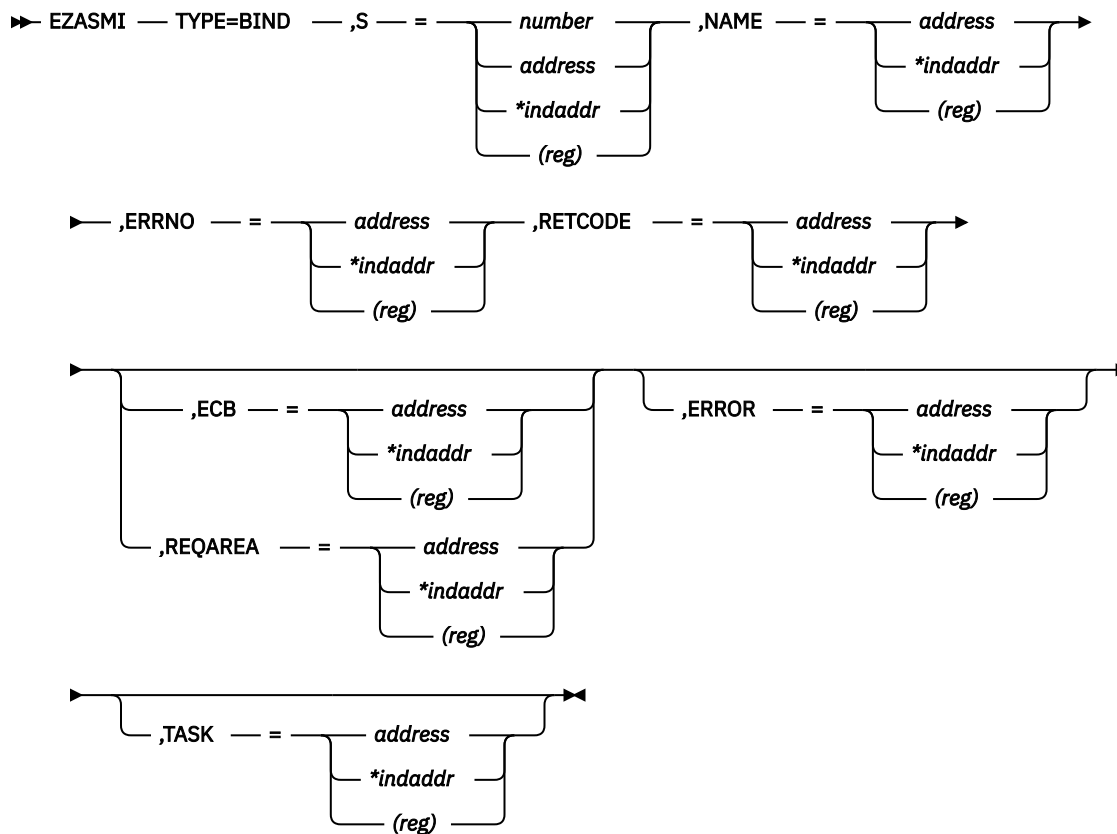 EZASMI TYPE=BIND ,S = number ,NAME = address
address *indaddr
*indaddr (reg)
(reg)
,ERRNO = address ,RETCODE = address
*indaddr *indaddr
(reg) (reg)
,ECB = address ,ERROR = address
*indaddr *indaddr
(reg) (reg)
,REQAREA = address
*indaddr
(reg)
,TASK = address
*indaddr
(reg)